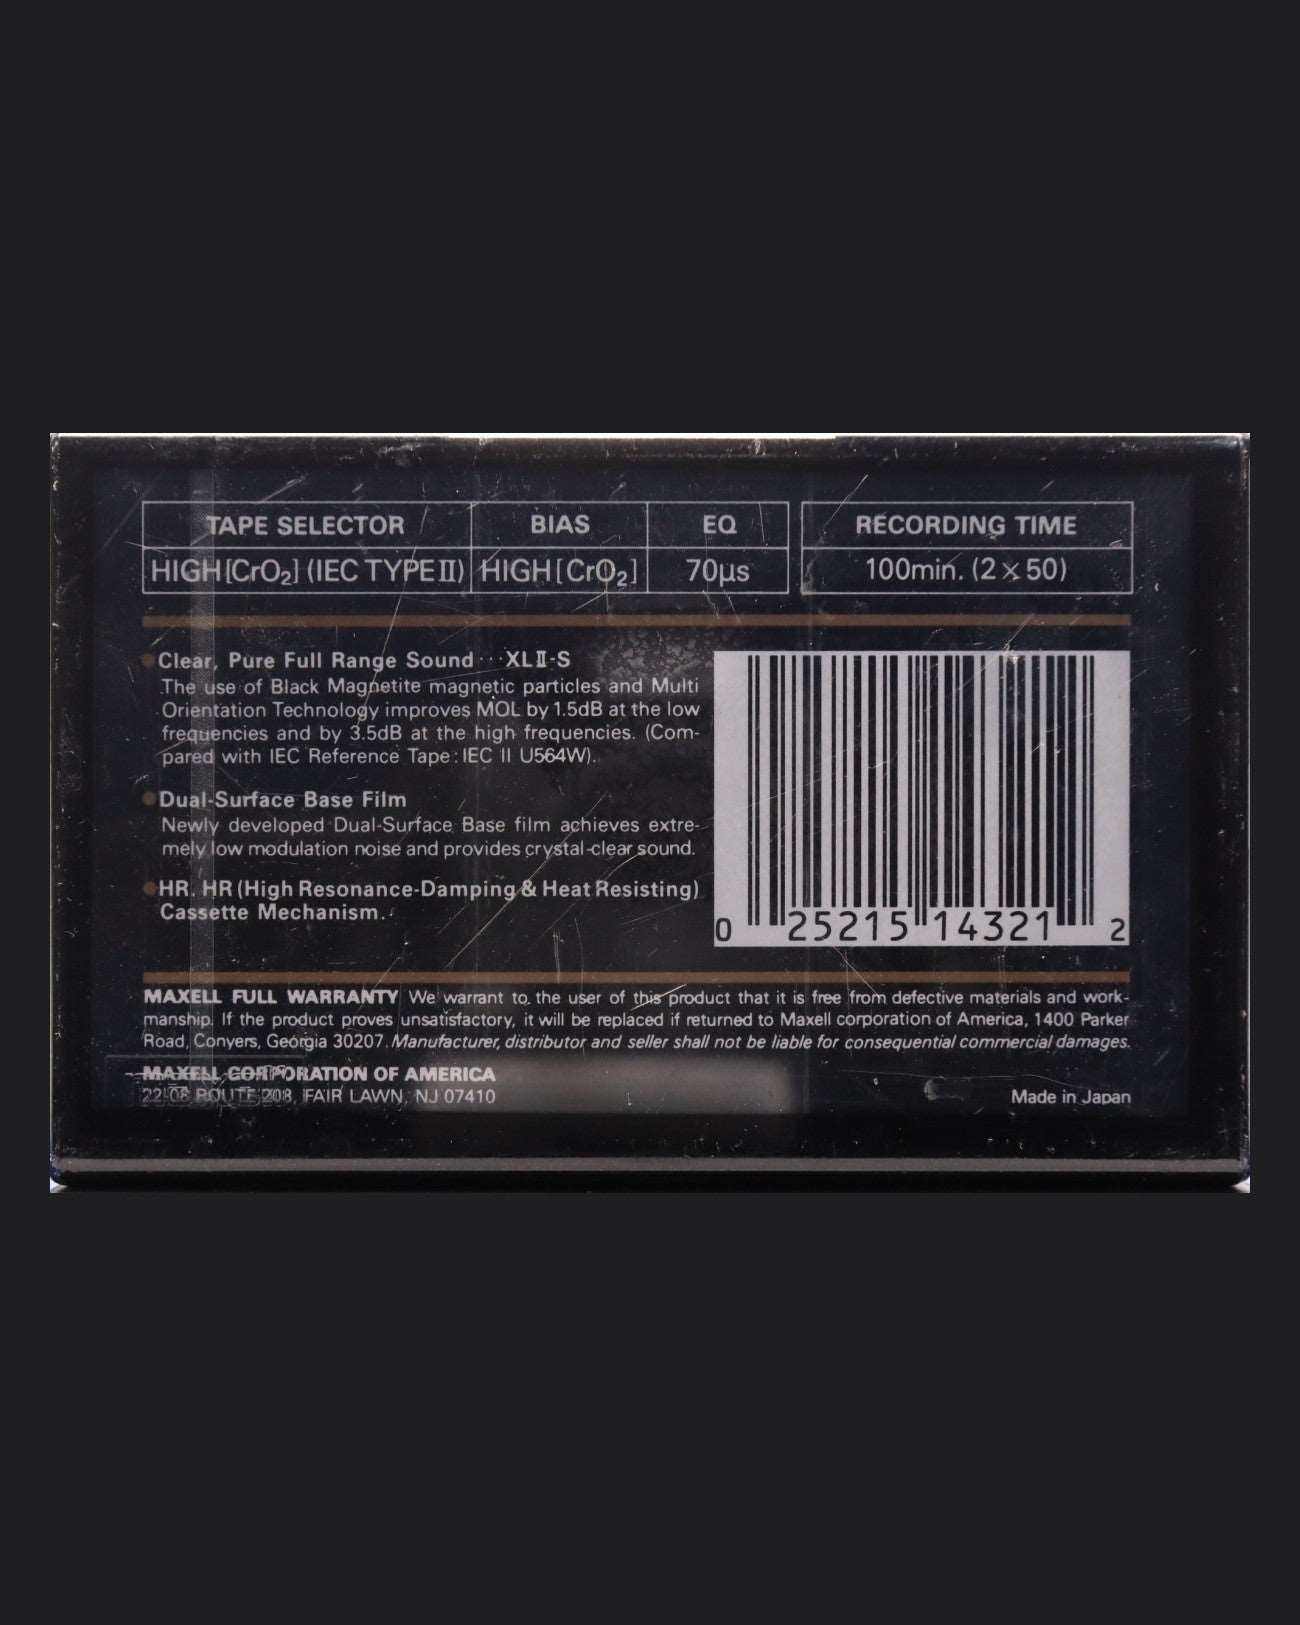 TAPE SELECTOR BIAS EQ RECORDING TIME
HIGH [CrO₂] (IEC TYPE II) HIGH [CrO₂] 70µs 100min. (2 × 50)
Clear, Pure Full Range Sound ··· XLII-S
The use of Black Magnetite magnetic particles and Multi
Orientation Technology improves MOL by 1.5dB at the low
frequencies and by 3.5dB at the high frequencies. (Com-
pared with IEC Reference Tape : IEC II U564W).
Dual-Surface Base Film
Newly developed Dual-Surface Base film achieves extre-
mely low modulation noise and provides crystal-clear sound.
HR. HR (High Resonance-Damping & Heat Resisting)
Cassette Mechanism.
0 25215 14321 2
MAXELL FULL WARRANTY We warrant to the user of this product that it is free from defective materials and work-
manship. If the product proves unsatisfactory, it will be replaced if returned to Maxell corporation of America, 1400 Parker
Road, Conyers, Georgia 30207. Manufacturer, distributor and seller shall not be liable for consequential commercial damages.
MAXELL CORPORATION OF AMERICA
22-08 ROUTE 208, FAIR LAWN, NJ 07410
Made in Japan